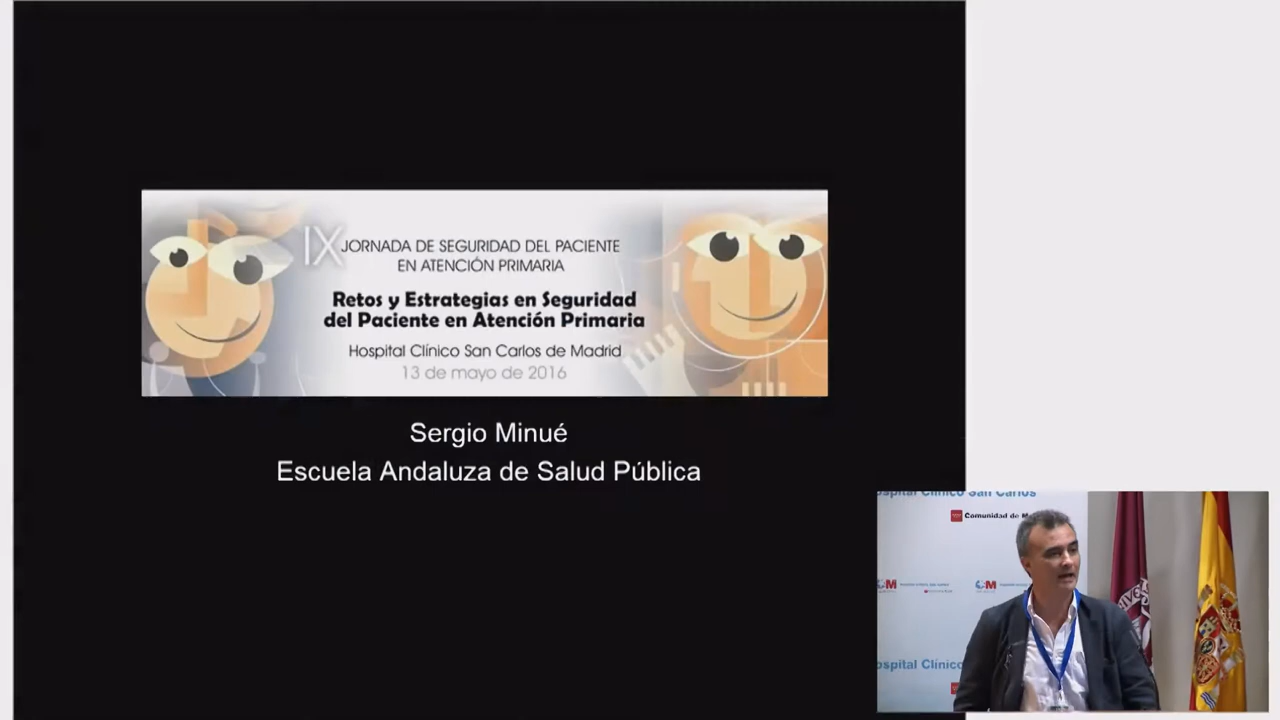 IX JORNADA DE SEGURIDAD DEL PACIENTE
EN ATENCIÓN PRIMARIA
Retos y Estrategias en Seguridad
del Paciente en Atención Primaria
Hospital Clínico San Carlos de Madrid
13 de mayo de 2016
Sergio Minué
Escuela Andaluza de Salud Pública
ospital Clínico San Carlos
Comunidad de M
ospital Clínico